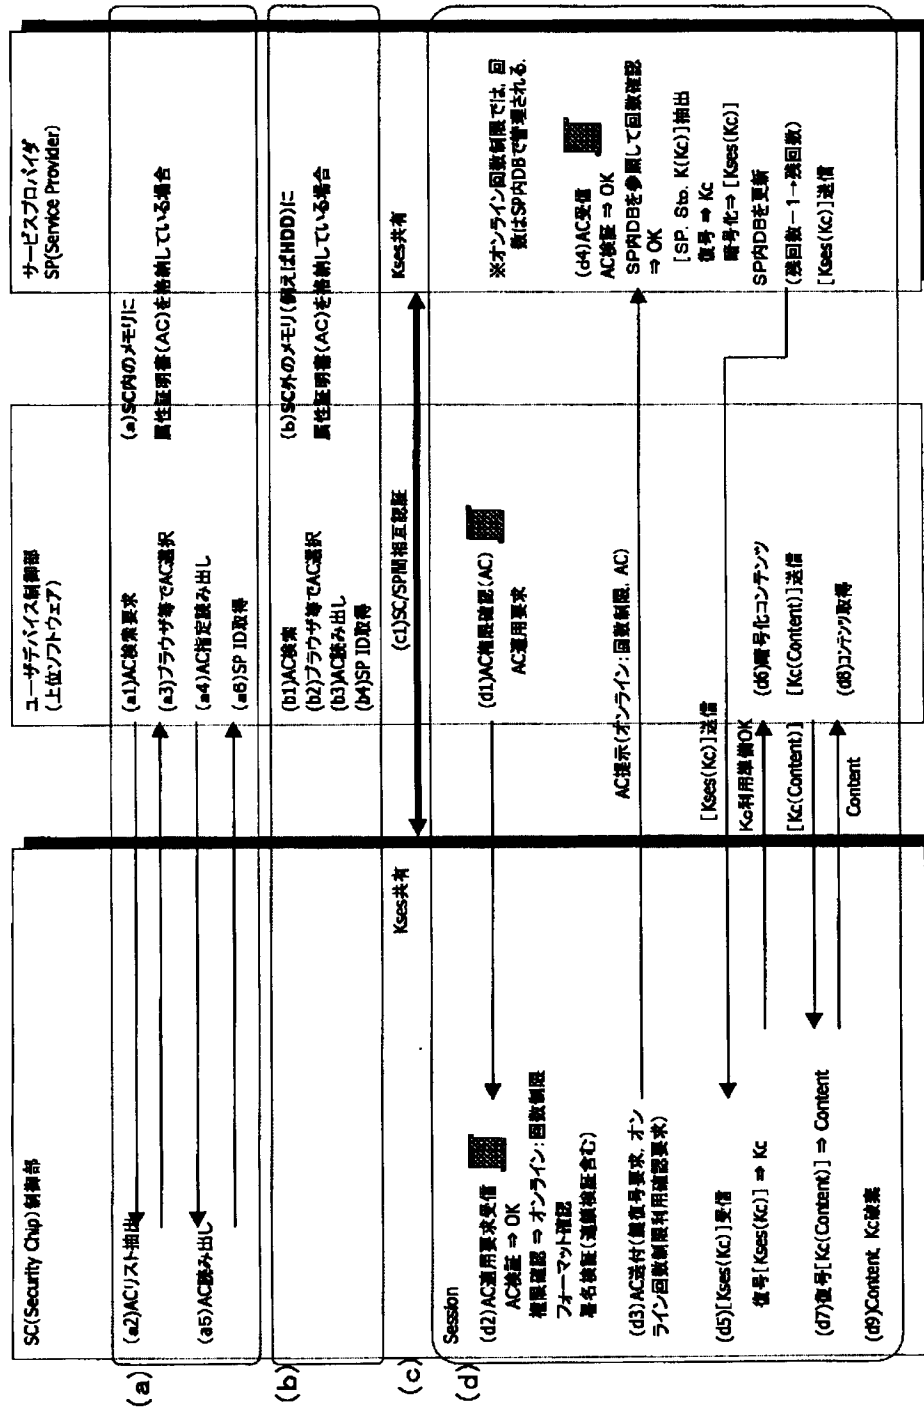 SC(Security Chip)制御部
ユーザデバイス制御部
(上位ソフトウェア)
サービスプロバイダ
SP(Service Provider)
(a)
(a2)ACリスト抽出
(a5)AC読み出し
(a1)AC検索要求
(a3)ブラウザ等でAC選択
(a4)AC指定読み出し
(a6)SP ID取得
(a)SC内のメモリに
属性証明書(AC)を格納している場合
(b)
(b1)AC検索
(b2)ブラウザ等でAC選択
(b3)AC読み出し
(b4)SP ID取得
(b)SC外のメモリ(例えばHDD)に
属性証明書(AC)を格納している場合
(c)
Kses共有
(c1)SC/SP間相互認証
Kses共有
(d)
Session
(d1)AC権限確認(AC)
AC適用要求
(d2)AC適用要求受信
AC検証 ⇒ OK
権限確認 ⇒ オンライン:回数制限
フォーマット確認
署名検証(連鎖検証含む)
(d3)AC送付(鍵復号要求, オン
ライン回数制限利用確認要求)
AC提示(オンライン:回数制限, AC)
※オンライン回数制限では, 回
数はSP内DBで管理される.
(d4)AC受信
AC検証 ⇒ OK
SP内DBを参照して回数確認
⇒ OK
[SP. Sto. K(Kc)]抽出
復号 ⇒ Kc
暗号化⇒ [Kses(Kc)]
SP内DBを更新
(残回数－1→残回数)
[Kses(Kc)]送信
[Kses(Kc)]送信
(d5)[Kses(Kc)]受信
復号[Kses(Kc)] ⇒ Kc
Kc利用準備OK
(d6)暗号化コンテンツ
[Kc(Content)]送信
[Kc(Content)]
(d7)復号[Kc(Content)] ⇒ Content
Content
(d8)コンテンツ取得
(d9)Content, Kc破棄